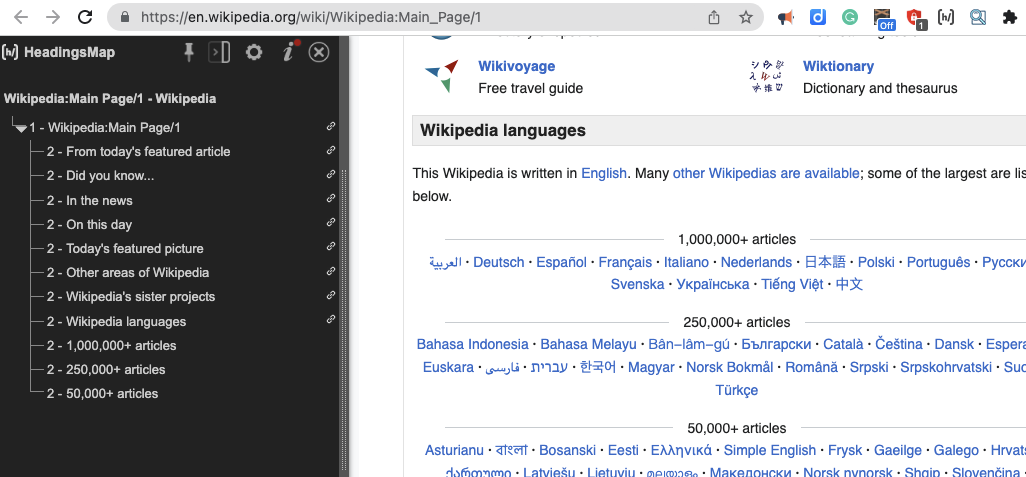 https://en.wikipedia.org/wiki/Wikipedia:Main_Page/1
Off
1
[h]
[h] HeadingsMap
Wikipedia:Main Page/1 - Wikipedia
1 - Wikipedia:Main Page/1
2 - From today's featured article
2 - Did you know...
2 - In the news
2 - On this day
2 - Today's featured picture
2 - Other areas of Wikipedia
2 - Wikipedia's sister projects
2 - Wikipedia languages
2 - 1,000,000+ articles
2 - 250,000+ articles
2 - 50,000+ articles
Wikivoyage
Free travel guide
Wiktionary
Dictionary and thesaurus
Wikipedia languages
This Wikipedia is written in English. Many other Wikipedias are available; some of the largest are lis
below.
1,000,000+ articles
العربية · Deutsch · Español · Français · Italiano · Nederlands · 日本語 · Polski · Português · Русски
Svenska · Українська · Tiếng Việt · 中文
250,000+ articles
Bahasa Indonesia · Bahasa Melayu · Bân-lâm-gú · Български · Català · Čeština · Dansk · Espera
Euskara · فارسی · עברית · 한국어 · Magyar · Norsk Bokmål · Română · Srpski · Srpskohrvatski · Suo
Türkçe
50,000+ articles
Asturianu · বাংলা · Bosanski · Eesti · Ελληνικά · Simple English · Frysk · Gaeilge · Galego · Hrvats
ქართული · Latviešu · Lietuvių · മലയാളം · Македонски · Norsk nynorsk · Shqip · Slovenčina ·